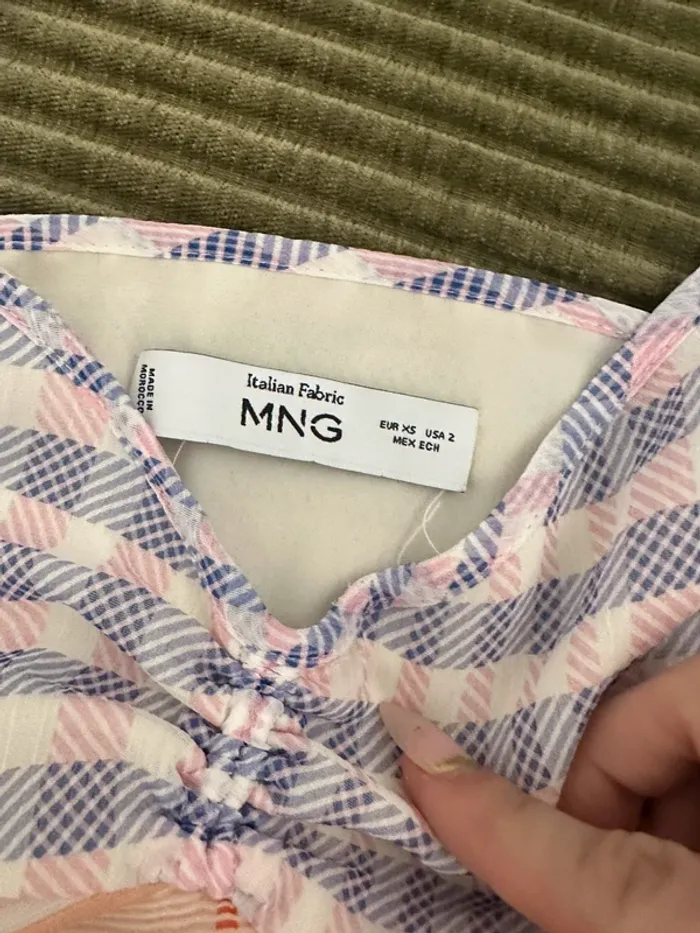 MADE IN
MOROCCO
Italian Fabric
MNG
EUR XS USA 2
MEX ECH